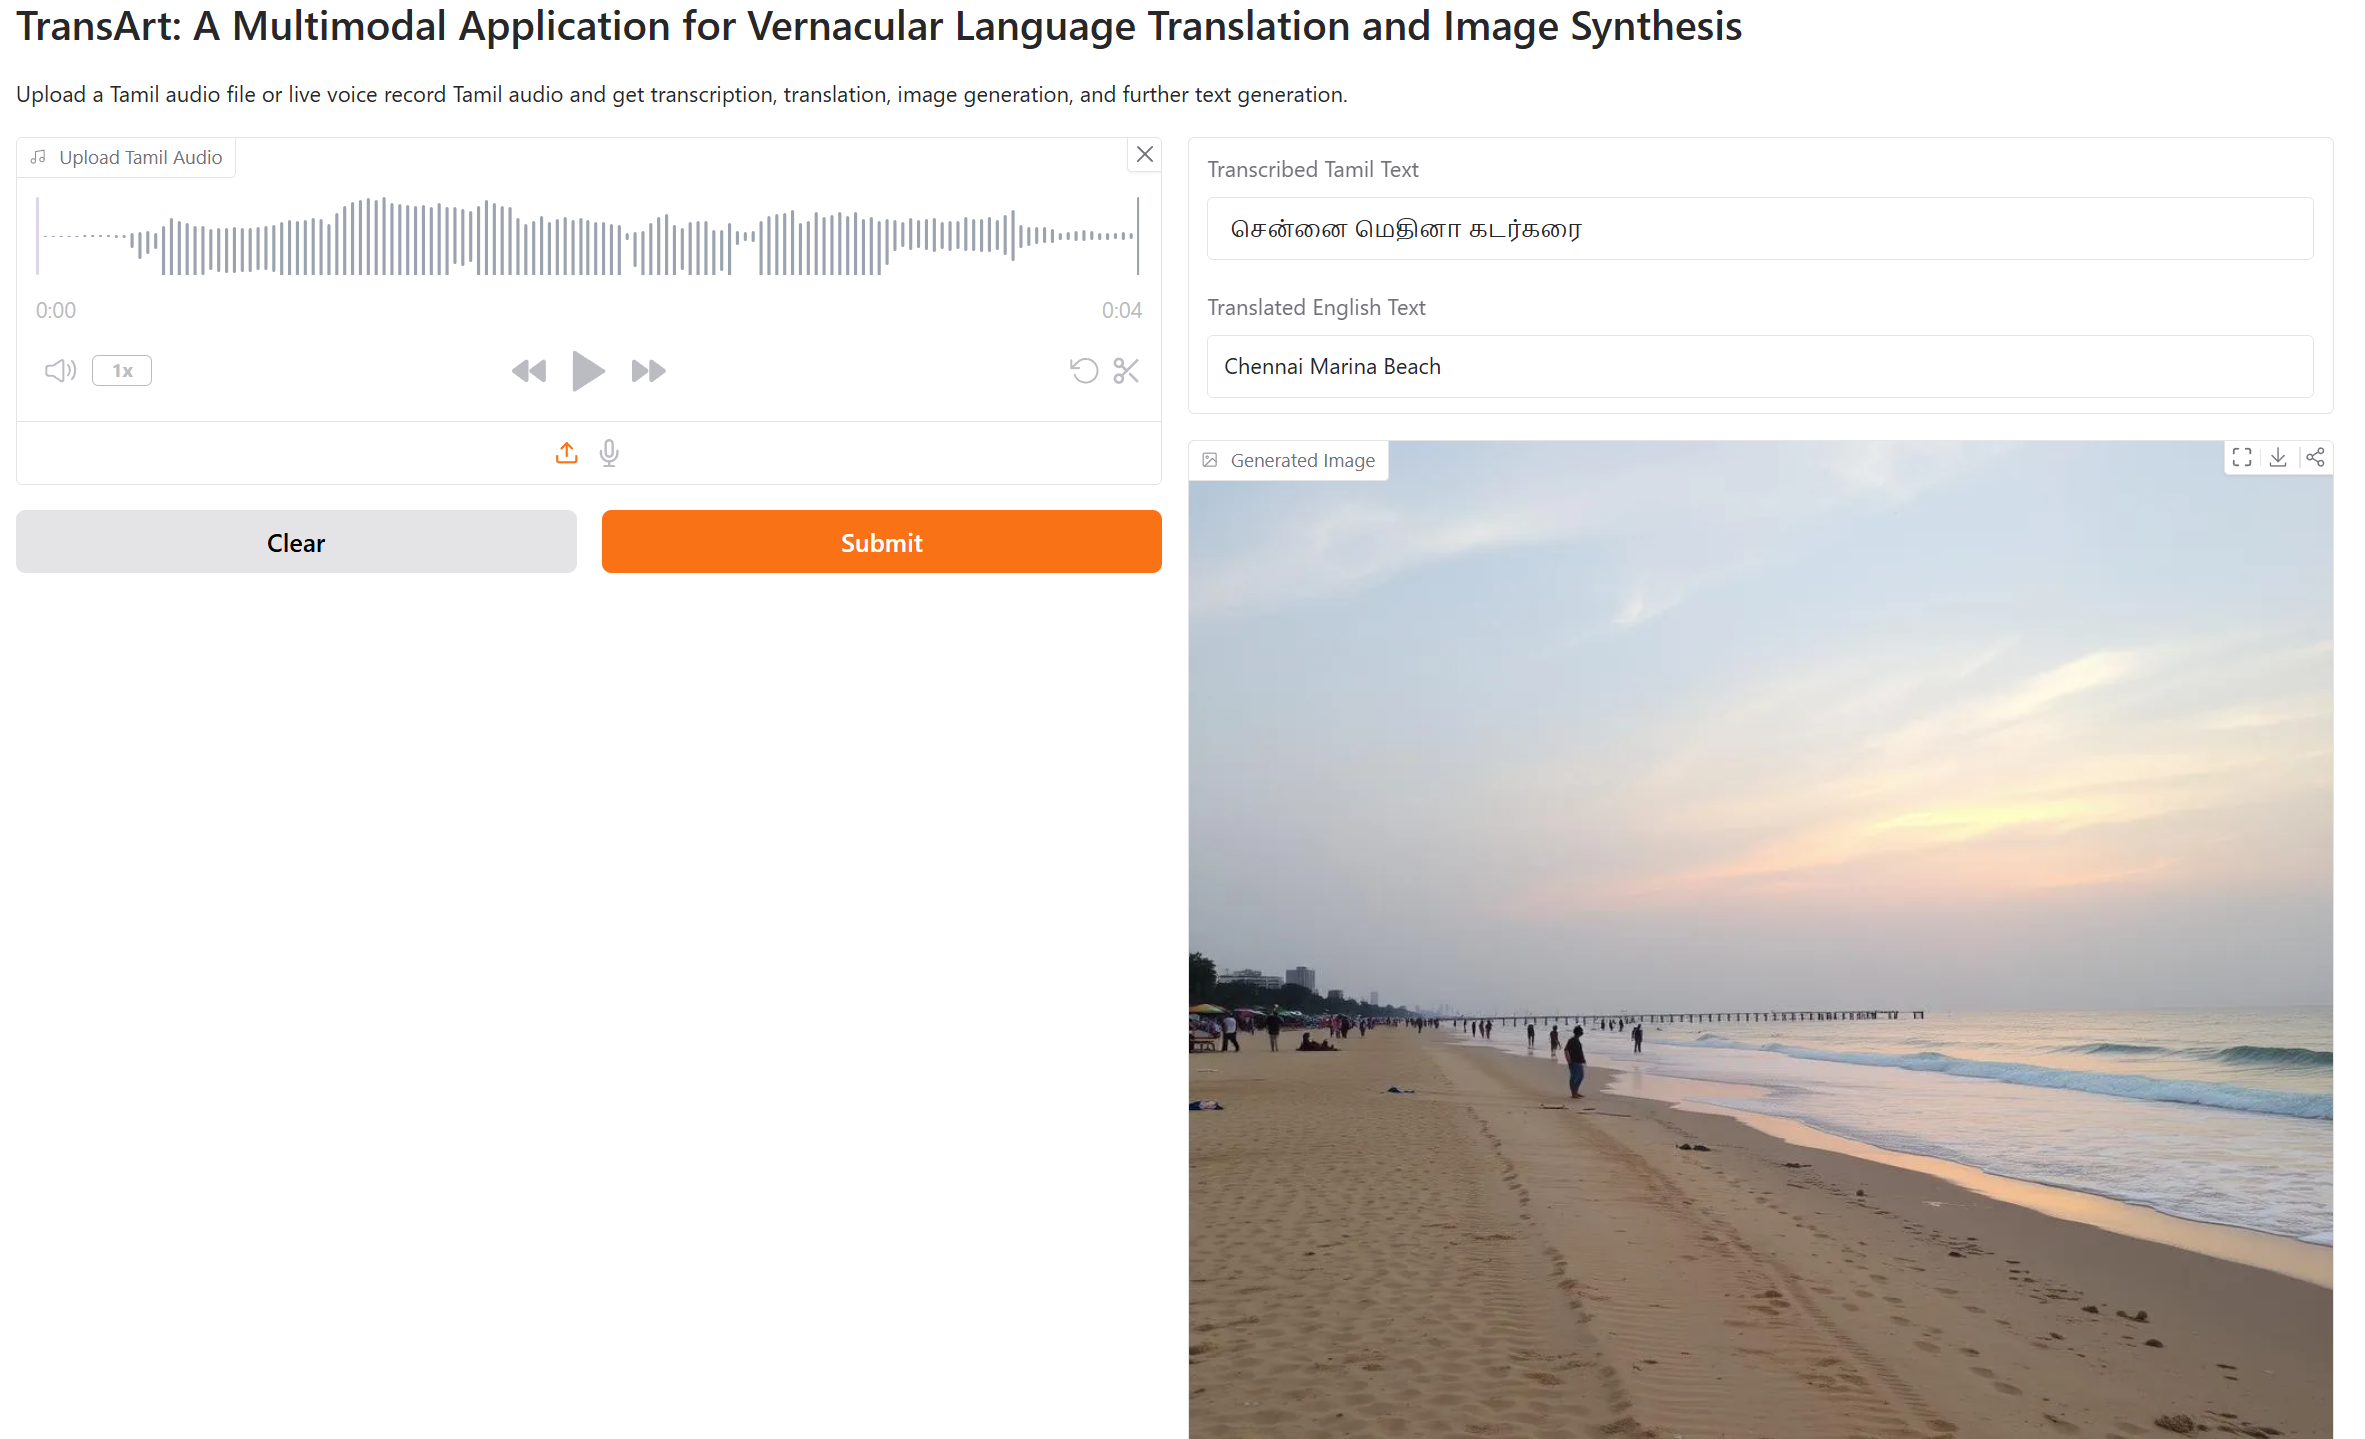 TransArt: A Multimodal Application for Vernacular Language Translation and Image Synthesis
Upload a Tamil audio file or live voice record Tamil audio and get transcription, translation, image generation, and further text generation.
Upload Tamil Audio
0:00
0:04
1x
Clear
Submit
Transcribed Tamil Text
சென்னை மெதினா கடர்கரை
Translated English Text
Chennai Marina Beach
Generated Image